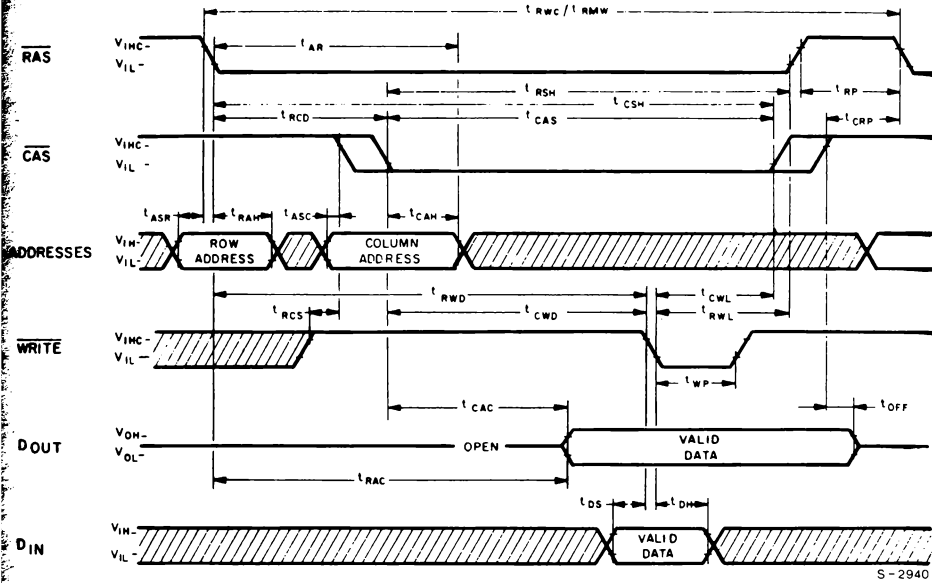 t RWC / t RMW
RAS
VIHC-
VIL-
t AR
t RSH
t RP
t CSH
t RCD
t CAS
t CRP
CAS
VIHC-
VIL -
t ASR
t RAH
t ASC
t CAH
ADDRESSES
VIH-
VIL-
ROW
ADDRESS
COLUMN
ADDRESS
t RWD
t CWL
t RCS
t CWD
t RWL
WRITE
VIHC-
VIL-
t WP
t CAC
t OFF
DOUT
VOH-
VOL-
OPEN
VALID
DATA
t RAC
t DS
t DH
DIN
VIH-
VIL-
VALID
DATA
S-2940